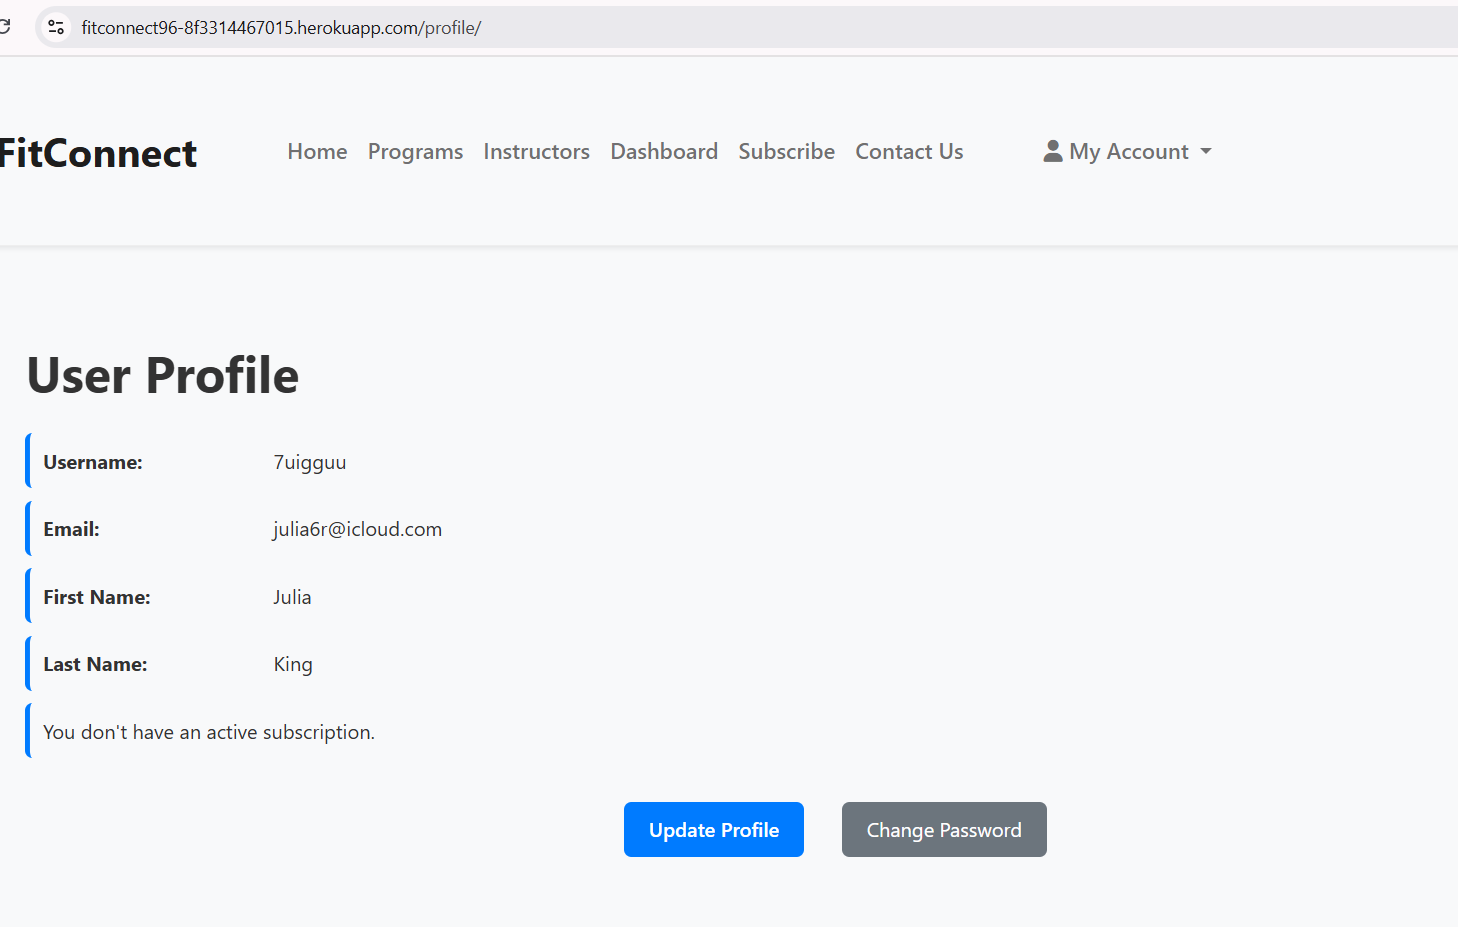 fitconnect96-8f3314467015.herokuapp.com/profile/
FitConnect Home Programs Instructors Dashboard Subscribe Contact Us My Account
User Profile
Username: 7uigguu
Email: julia6r@icloud.com
First Name: Julia
Last Name: King
You don't have an active subscription.
Update Profile Change Password